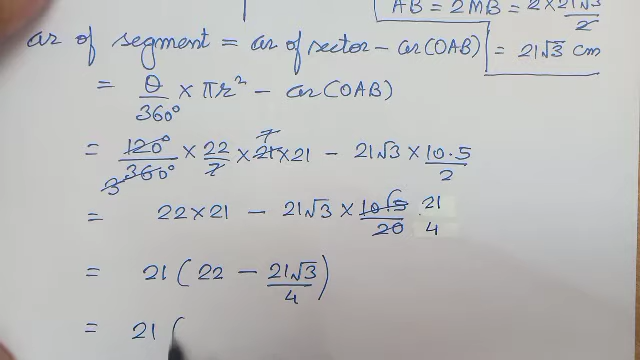 AB = 2MB = 2×21√3/2
ar of segment = ar of sector − ar(OAB) = 21√3 cm
= θ/360° × πr² − ar(OAB)
= 120°/360° 3 × 22/7 × 21 7 × 21 − 21√3 × 10.5/2
= 22×21 − 21√3 × 10.5/20 21/4
= 21 ( 22 − 21√3/4 )
= 21 (